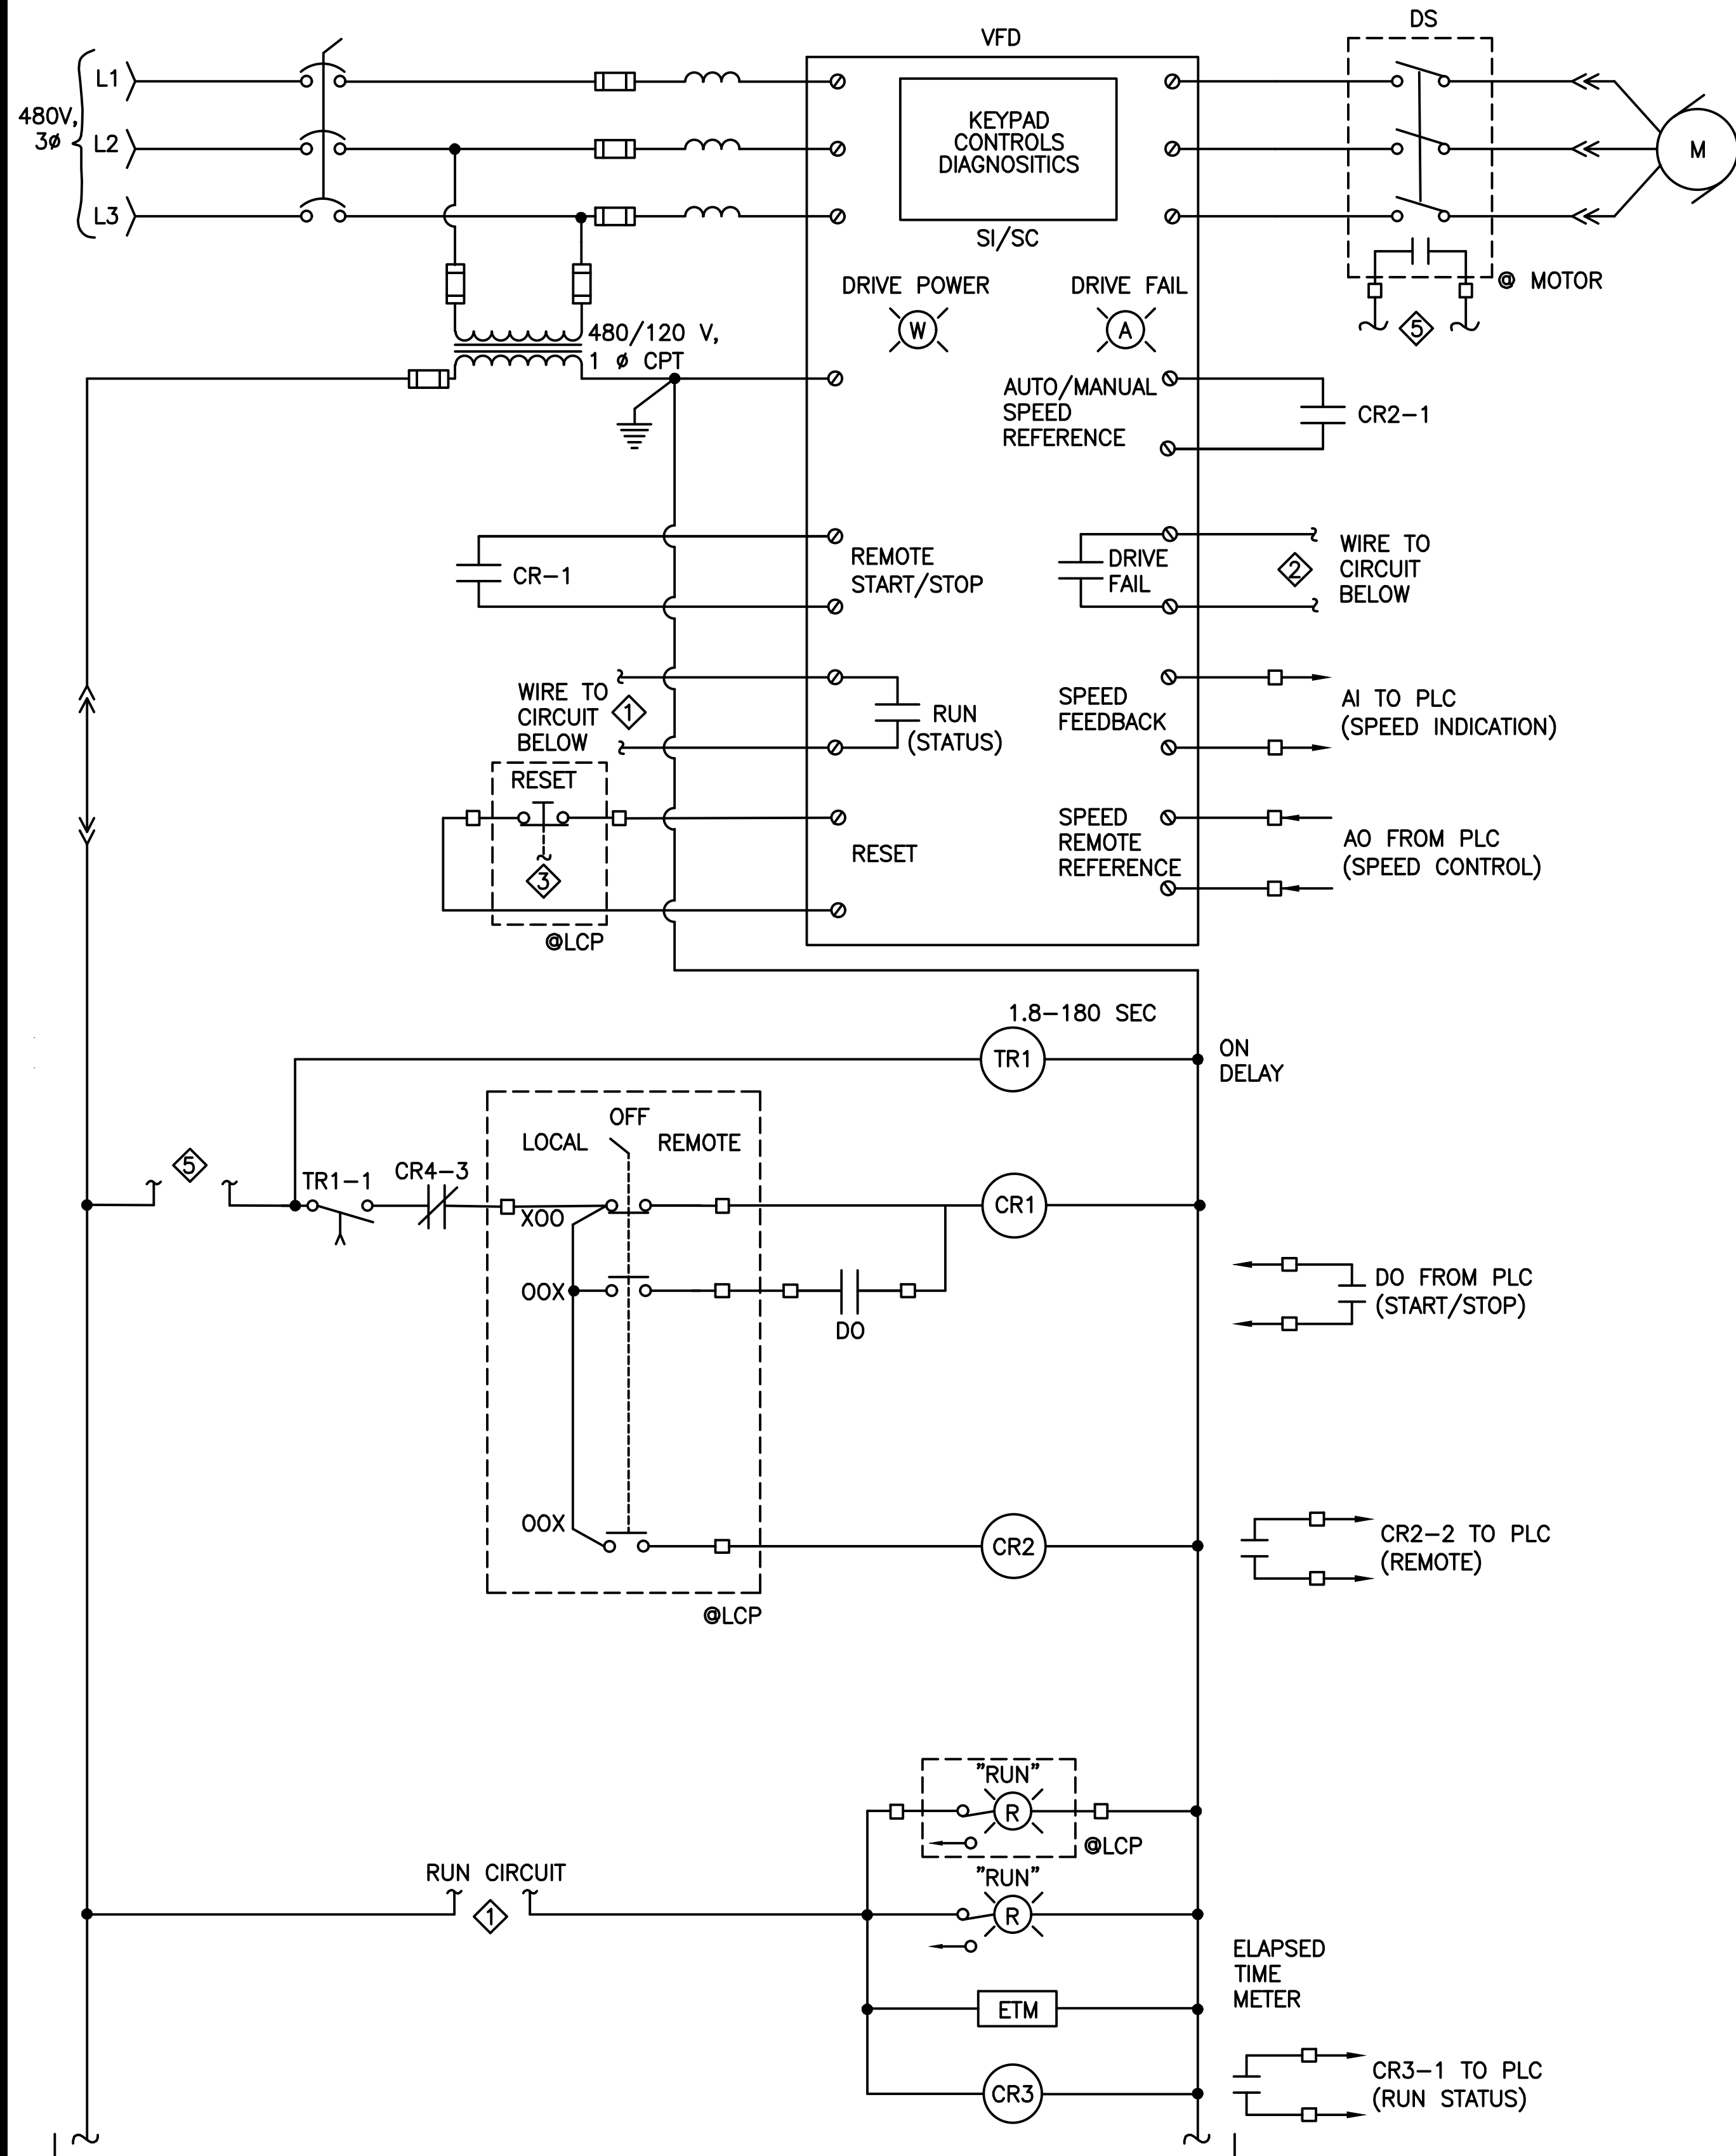 DS
VFD
L1
480V,
3ø
L2
L3
KEYPAD
CONTROLS
DIAGNOSITICS
SI/SC
M
@ MOTOR
5
DRIVE POWER
DRIVE FAIL
W
A
480/120 V,
1 ø CPT
AUTO/MANUAL
SPEED
REFERENCE
CR2-1
CR-1
REMOTE
START/STOP
DRIVE
FAIL
2
WIRE TO
CIRCUIT
BELOW
WIRE TO
CIRCUIT
BELOW
1
RUN
(STATUS)
SPEED
FEEDBACK
AI TO PLC
(SPEED INDICATION)
RESET
3
@LCP
RESET
SPEED
REMOTE
REFERENCE
AO FROM PLC
(SPEED CONTROL)
1.8-180 SEC
TR1
ON
DELAY
OFF
LOCAL
REMOTE
5
TR1-1
CR4-3
XOO
CR1
OOX
DO
DO FROM PLC
(START/STOP)
OOX
CR2
CR2-2 TO PLC
(REMOTE)
@LCP
"RUN"
R
@LCP
RUN CIRCUIT
1
"RUN"
R
ELAPSED
TIME
METER
ETM
CR3
CR3-1 TO PLC
(RUN STATUS)